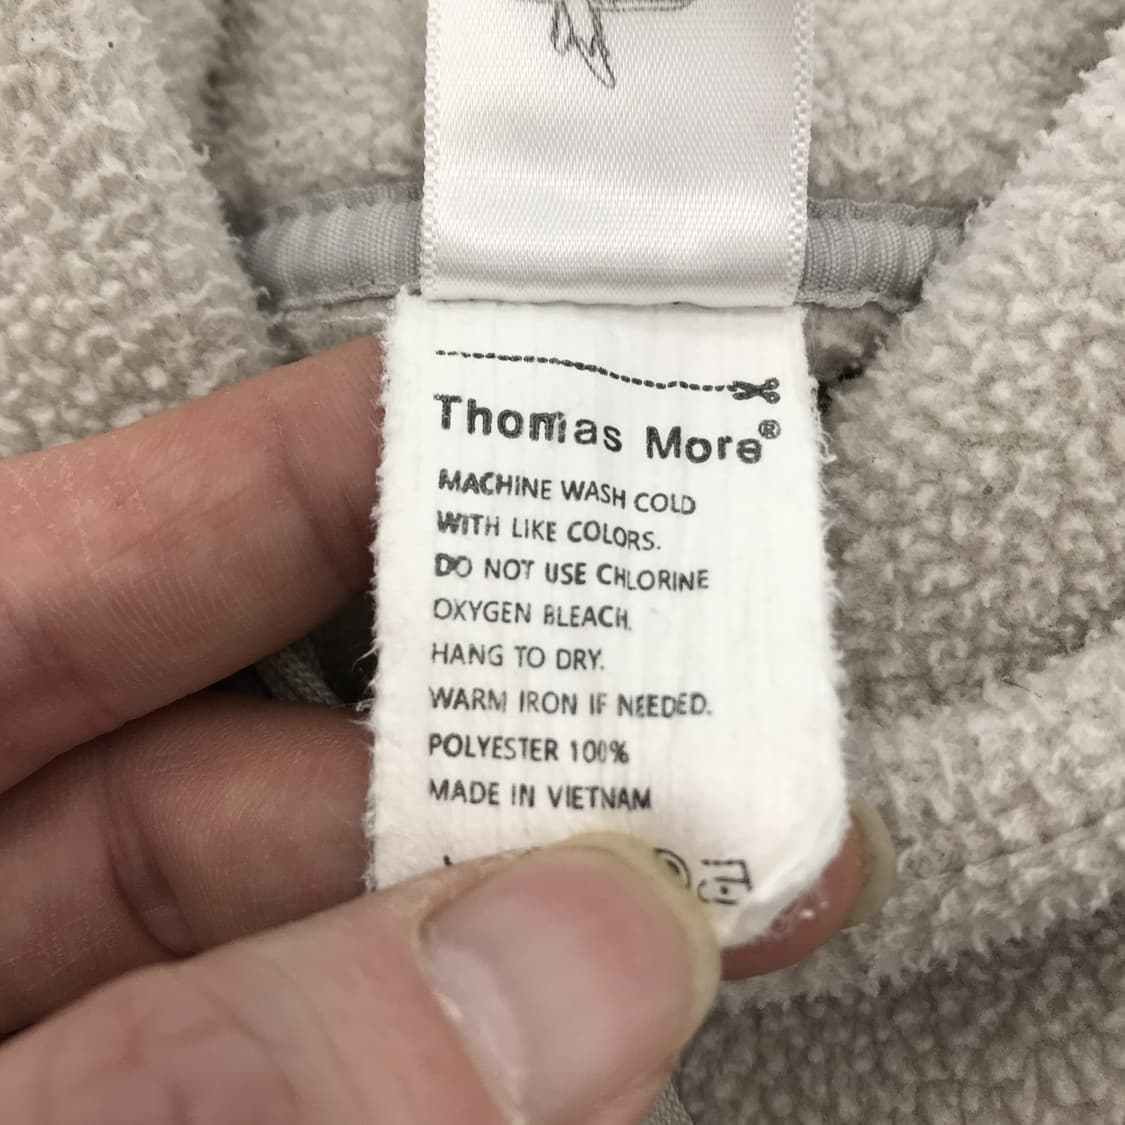 Thomas More®
MACHINE WASH COLD
WITH LIKE COLORS.
DO NOT USE CHLORINE
OXYGEN BLEACH.
HANG TO DRY.
WARM IRON IF NEEDED.
POLYESTER 100%
MADE IN VIETNAM